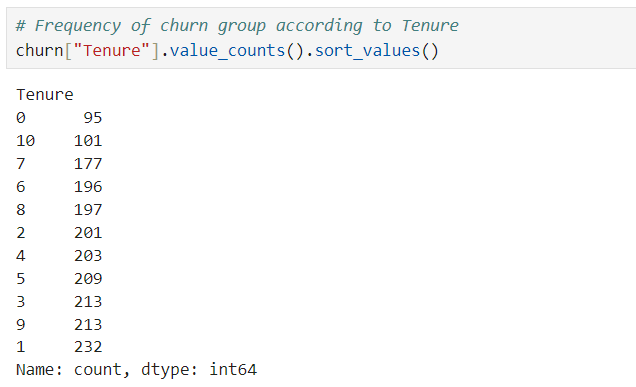 # Frequency of churn group according to Tenure
churn["Tenure"].value_counts().sort_values()
Tenure
0      95
10    101
7     177
6     196
8     197
2     201
4     203
5     209
3     213
9     213
1     232
Name: count, dtype: int64